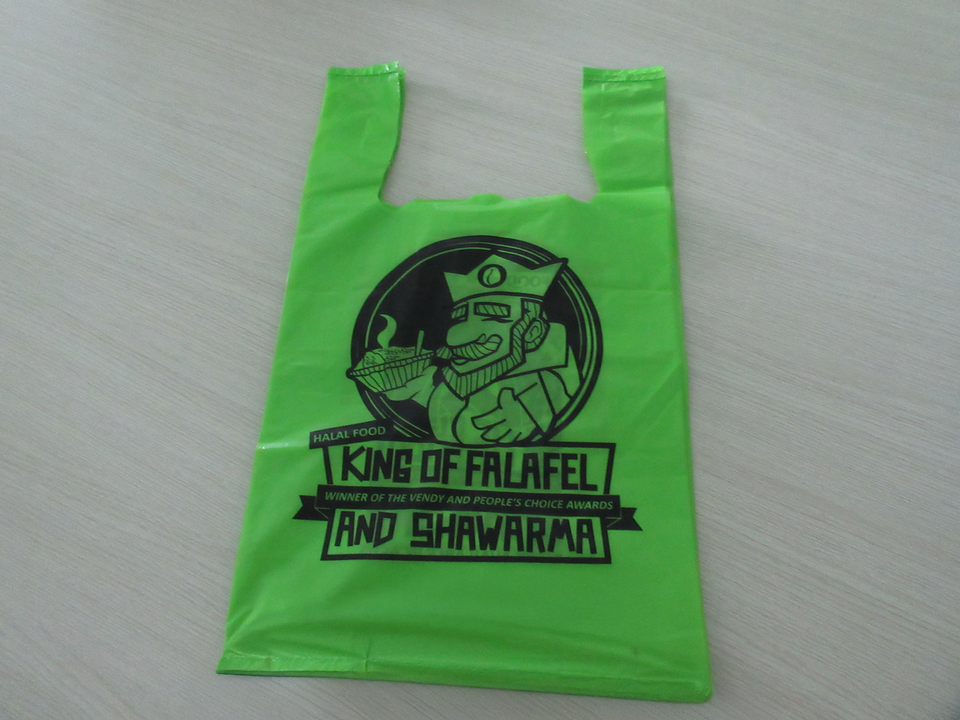 HALAL FOOD
KING OF FALAFEL
WINNER OF THE VENDY AND PEOPLE'S CHOICE AWARDS
AND SHAWARMA